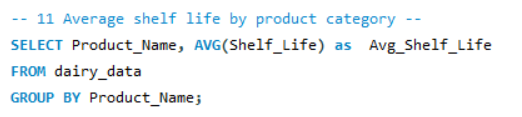 -- 11 Average shelf life by product category --
SELECT Product_Name, AVG(Shelf_Life) as  Avg_Shelf_Life
FROM dairy_data
GROUP BY Product_Name;